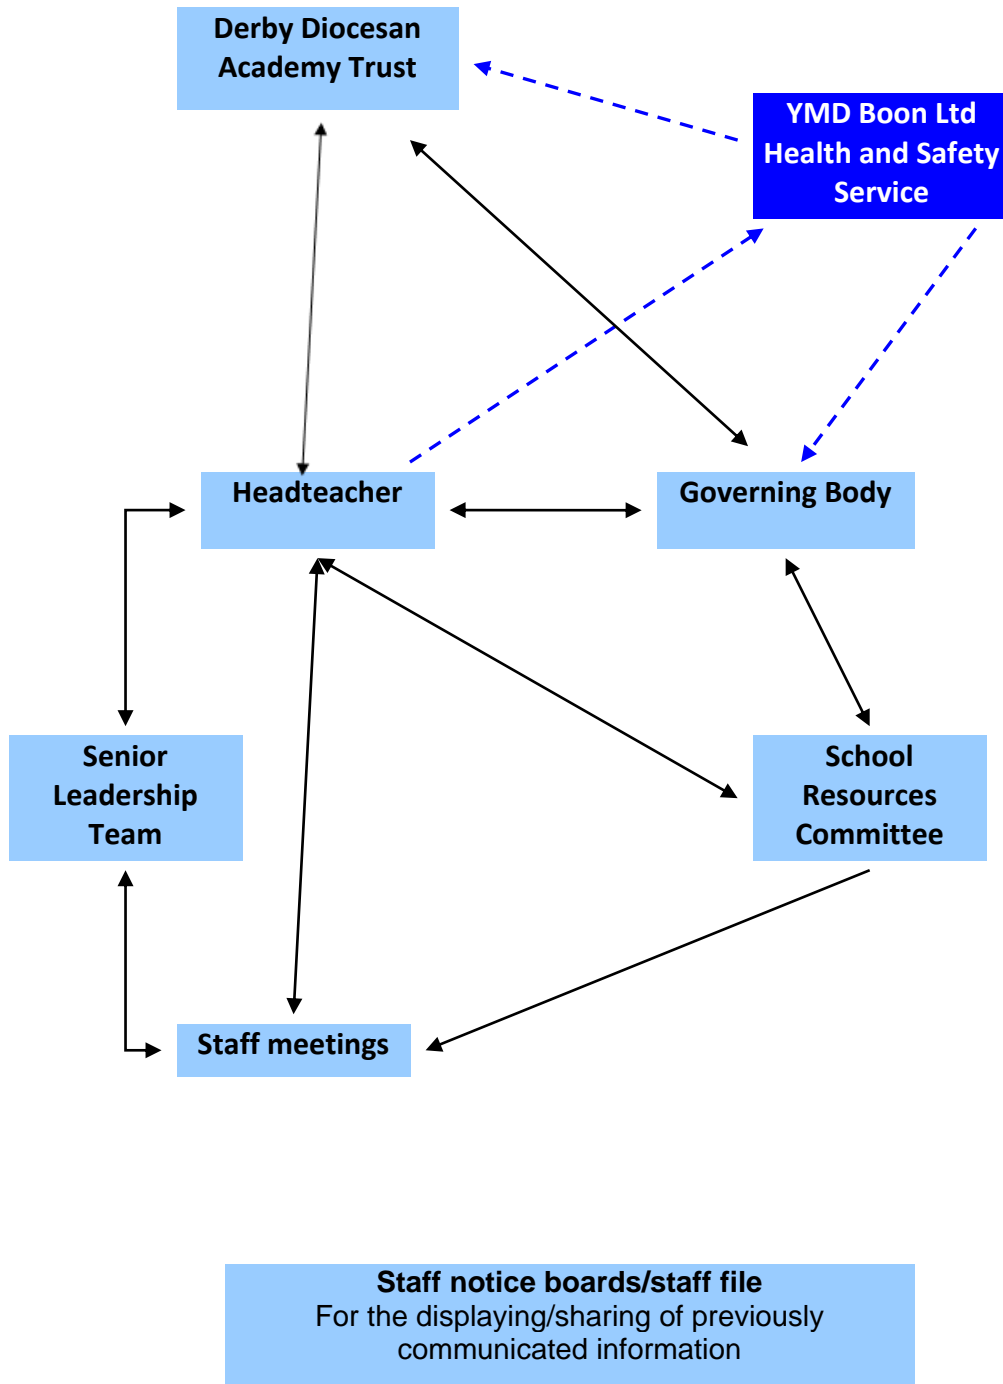 Derby Diocesan
Academy Trust
YMD Boon Ltd
Health and Safety
Service
Headteacher
Governing Body
Senior
Leadership
Team
School
Resources
Committee
Staff meetings
Staff notice boards/staff file
For the displaying/sharing of previously
communicated information